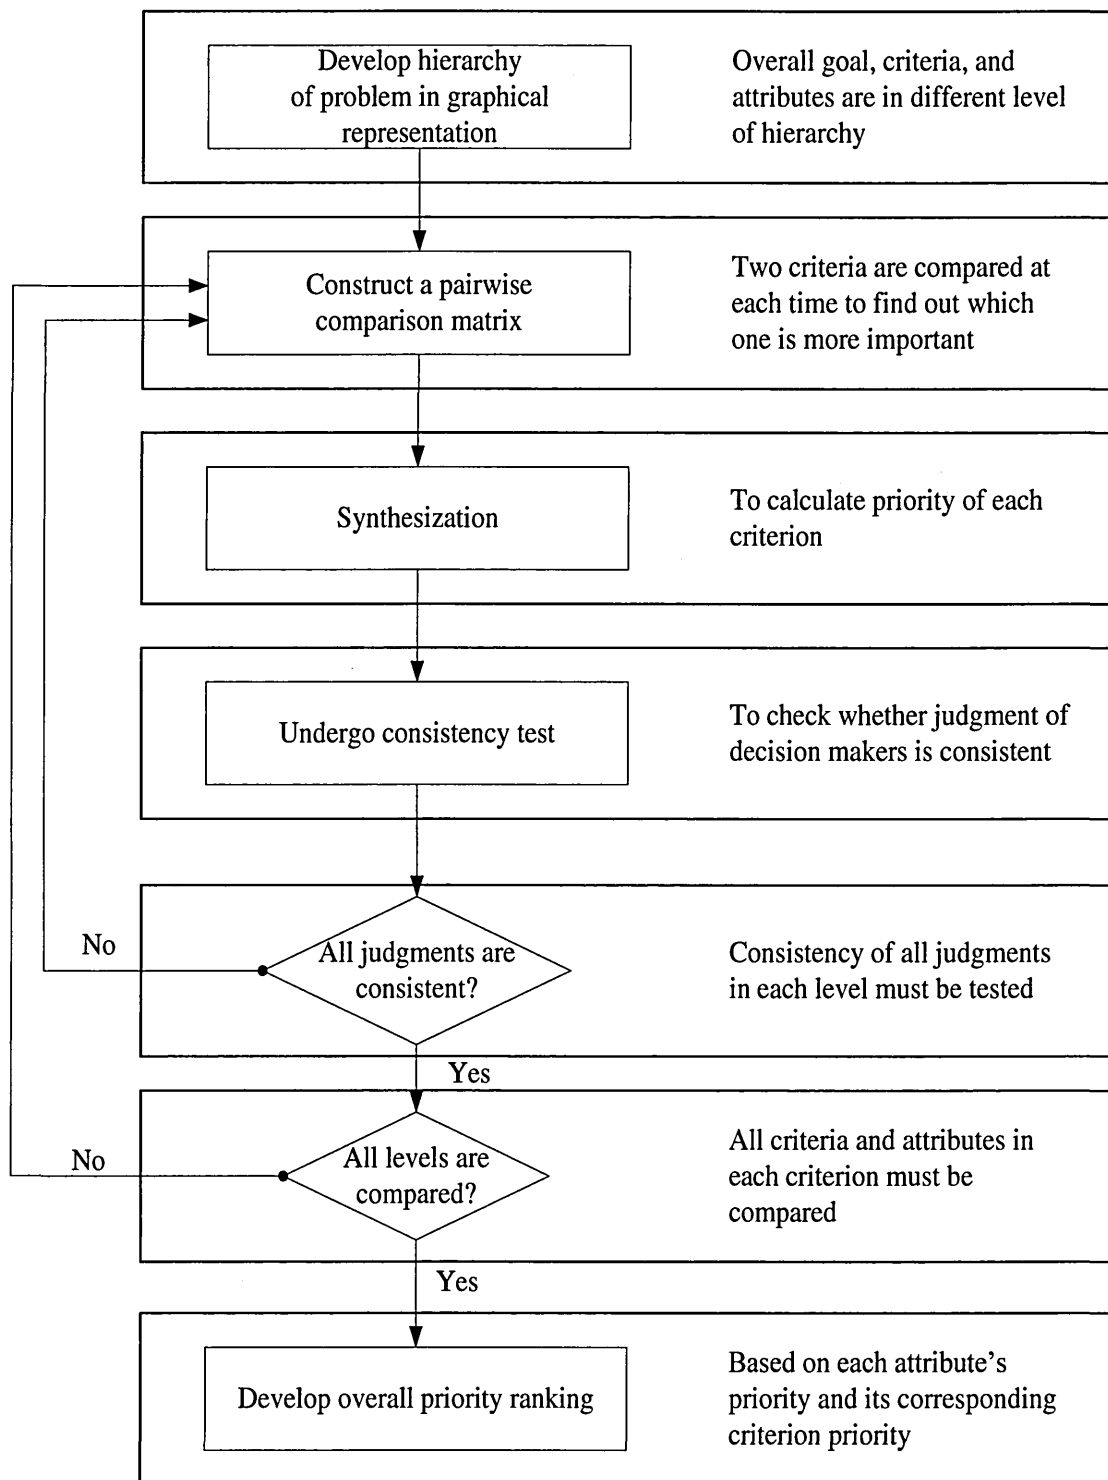 Develop hierarchy
of problem in graphical
representation
Overall goal, criteria, and
attributes are in different level
of hierarchy
Construct a pairwise
comparison matrix
Two criteria are compared at
each time to find out which
one is more important
Synthesization
To calculate priority of each
criterion
Undergo consistency test
To check whether judgment of
decision makers is consistent
No
All judgments are
consistent?
Consistency of all judgments
in each level must be tested
Yes
No
All levels are
compared?
All criteria and attributes in
each criterion must be
compared
Yes
Develop overall priority ranking
Based on each attribute's
priority and its corresponding
criterion priority